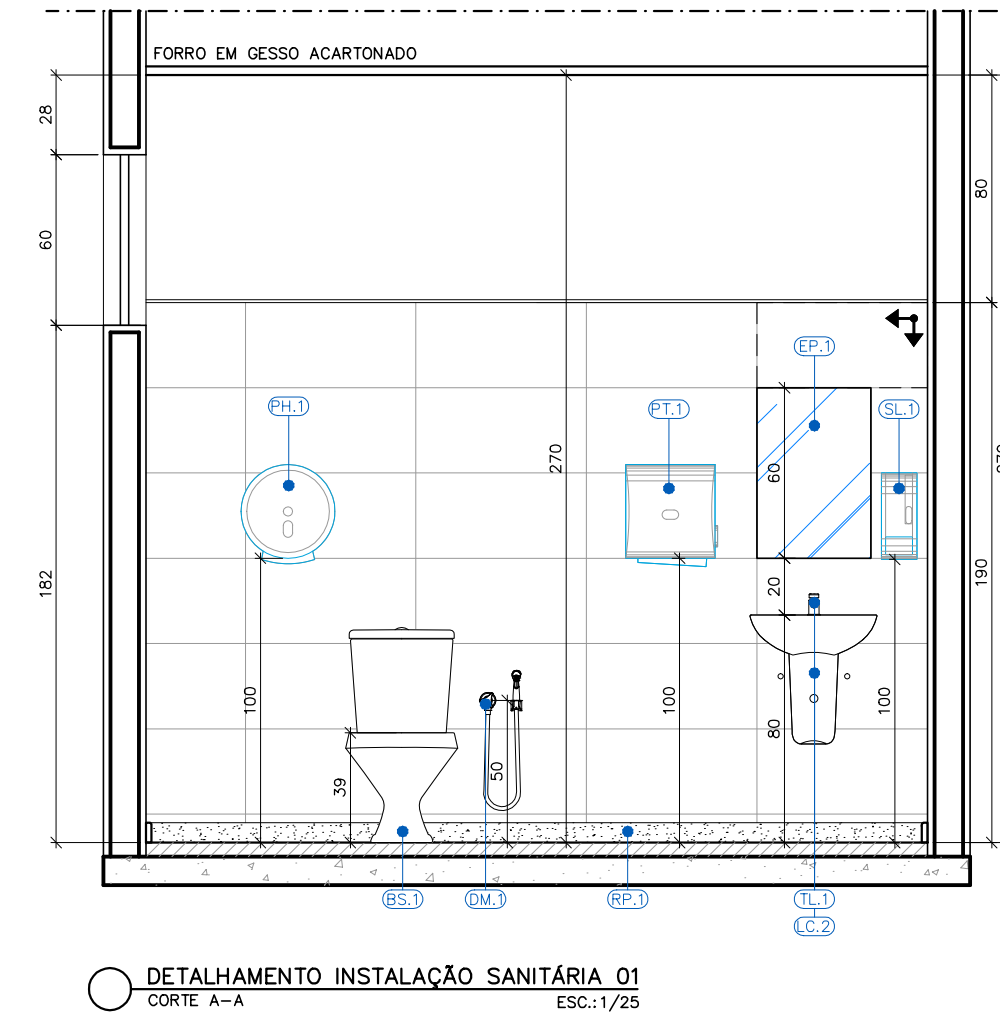 FORRO EM GESSO ACARTONADO
28
80
60
EP.1
PH.1
PT.1
SL.1
270
60
182
20
190
100
100
100
80
50
39
BS.1
DM.1
RP.1
TL.1
LC.2
DETALHAMENTO INSTALAÇÃO SANITÁRIA 01
CORTE A-A
ESC.:1/25